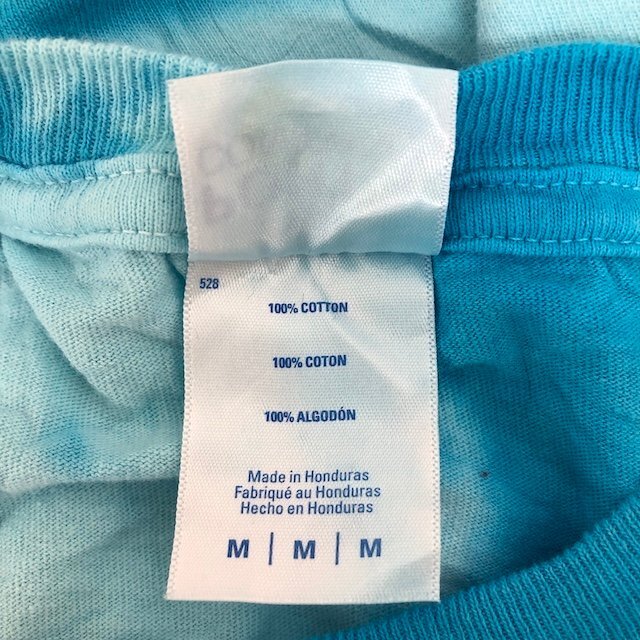 528
100% COTTON
100% COTON
100% ALGODÓN
Made in Honduras
Fabriqué au Honduras
Hecho en Honduras
M | M | M